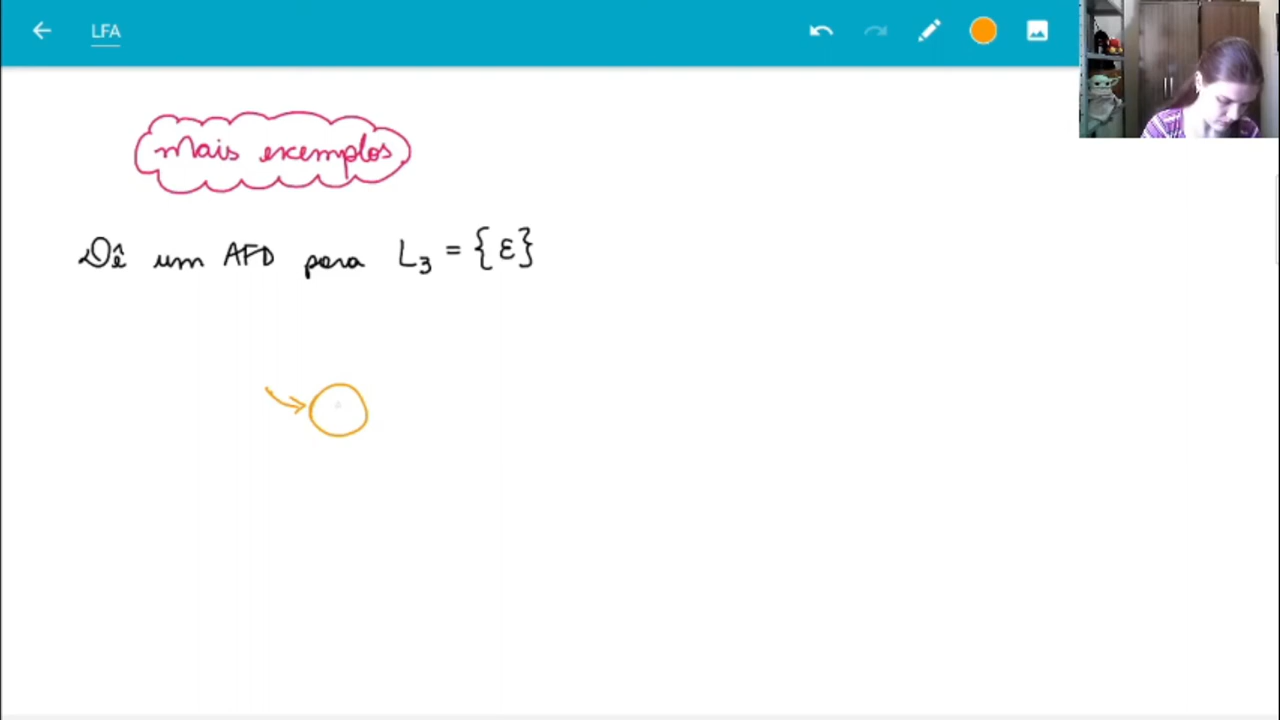 LFA
Mais exemplos
Dê um AFD para L₃ = {ε}